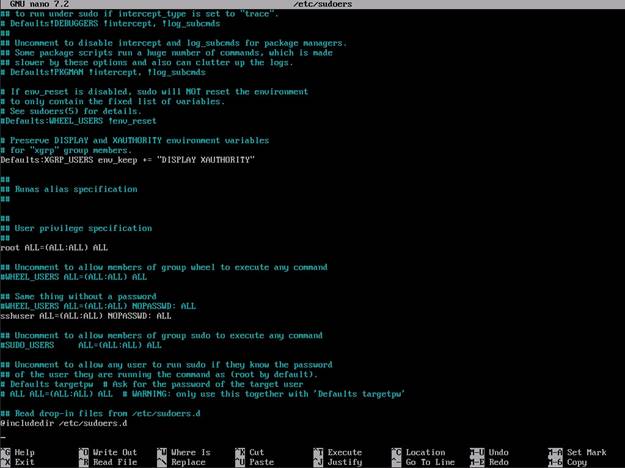 GNU nano 7.2 /etc/sudoers
## to run under sudo if intercept_type is set to "trace".
# Defaults!DEBUGGERS !intercept, !log_subcmds
##
## Uncomment to disable intercept and log_subcmds for package managers.
## Some package scripts run a huge number of commands, which is made
## slower by these options and also can clutter up the logs.
# Defaults!PKGMAN !intercept, !log_subcmds

# If env_reset is disabled, sudo will NOT reset the environment
# to only contain the fixed list of variables.
# See sudoers(5) for details.
#Defaults:WHEEL_USERS !env_reset

# Preserve DISPLAY and XAUTHORITY environment variables
# for "xgrp" group members.
Defaults:XGRP_USERS env_keep += "DISPLAY XAUTHORITY"

##
## Runas alias specification
##

##
## User privilege specification
##
root ALL=(ALL:ALL) ALL

## Uncomment to allow members of group wheel to execute any command
#WHEEL_USERS ALL=(ALL:ALL) ALL

## Same thing without a password
#WHEEL_USERS ALL=(ALL:ALL) NOPASSWD: ALL
sshuser ALL=(ALL:ALL) NOPASSWD: ALL

## Uncomment to allow members of group sudo to execute any command
#SUDO_USERS ALL=(ALL:ALL) ALL

## Uncomment to allow any user to run sudo if they know the password
## of the user they are running the command as (root by default).
# Defaults targetpw # Ask for the password of the target user
# ALL ALL=(ALL:ALL) ALL # WARNING: only use this together with 'Defaults targetpw'

## Read drop-in files from /etc/sudoers.d
@includedir /etc/sudoers.d

^G Help ^O Write Out ^W Where Is ^K Cut ^T Execute ^C Location M-U Undo M-A Set Mark
^X Exit ^R Read File ^\ Replace ^U Paste ^J Justify ^_ Go To Line M-E Redo M-6 Copy